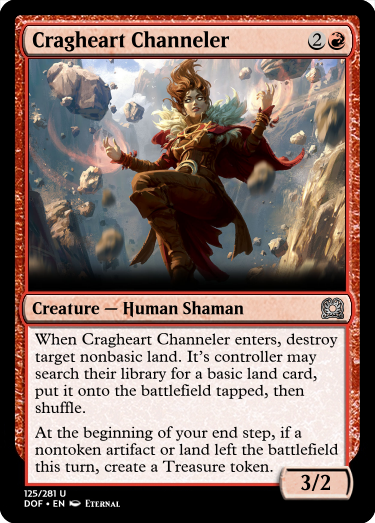 Cragheart Channeler 2
Creature — Human Shaman
When Cragheart Channeler enters, destroy
target nonbasic land. It's controller may
search their library for a basic land card,
put it onto the battlefield tapped, then
shuffle.
At the beginning of your end step, if a
nontoken artifact or land left the battlefield
this turn, create a Treasure token.
3/2
125/281 U
DOF • EN Eternal